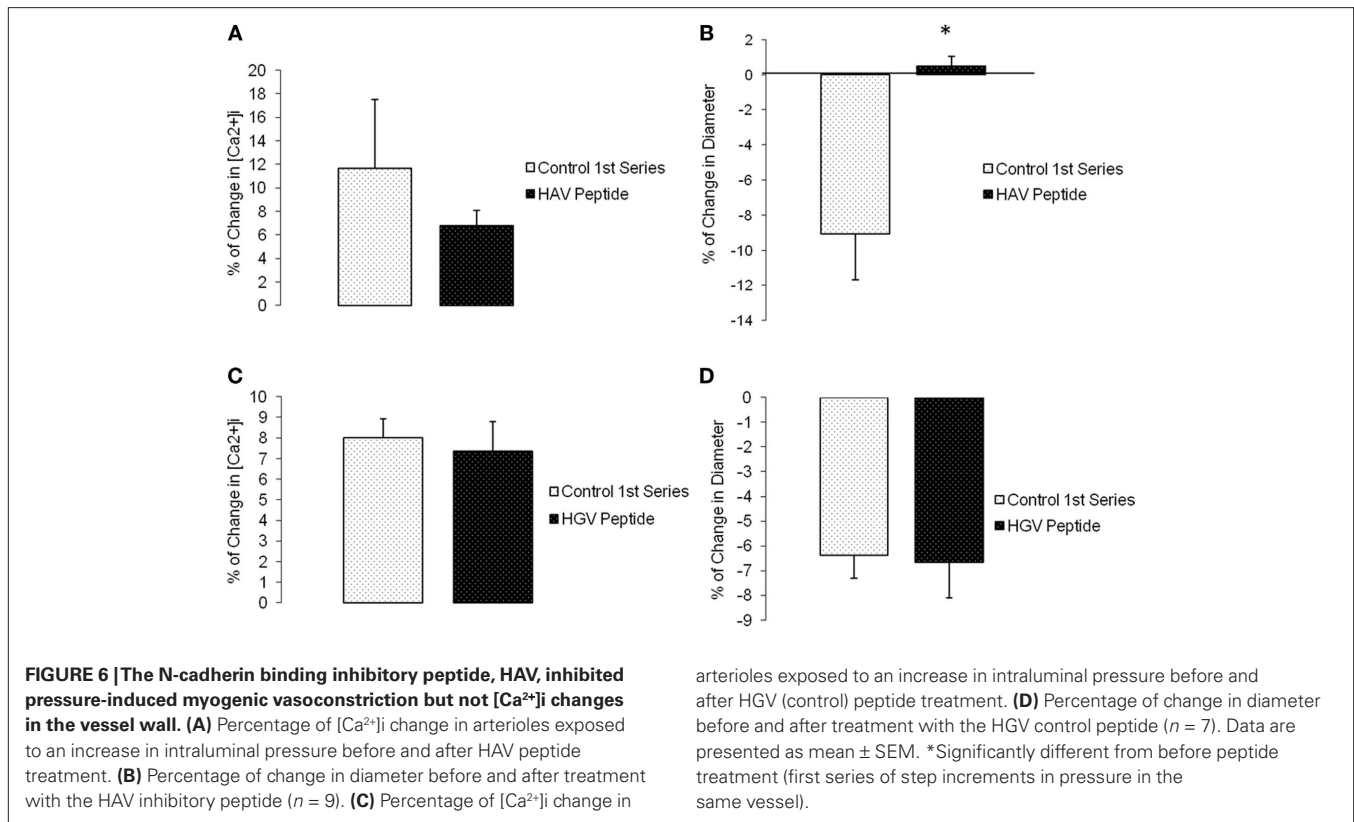 A
% of Change in [Ca2+]i
20
18
16
14
12
10
8
6
4
2
0
Control 1st Series
HAV Peptide
B
*
% of Change in Diameter
2
0
-2
-4
-6
-8
-10
-12
-14
Control 1st Series
HAV Peptide
C
% of Change in [Ca2+]i
10
9
8
7
6
5
4
3
2
1
0
Control 1st Series
HGV Peptide
D
% of Change in Diameter
0
-1
-2
-3
-4
-5
-6
-7
-8
-9
Control 1st Series
HGV Peptide
FIGURE 6 | The N-cadherin binding inhibitory peptide, HAV, inhibited
pressure-induced myogenic vasoconstriction but not [Ca²⁺]i changes
in the vessel wall. (A) Percentage of [Ca²⁺]i change in arterioles exposed
to an increase in intraluminal pressure before and after HAV peptide
treatment. (B) Percentage of change in diameter before and after treatment
with the HAV inhibitory peptide (n = 9). (C) Percentage of [Ca²⁺]i change in
arterioles exposed to an increase in intraluminal pressure before and
after HGV (control) peptide treatment. (D) Percentage of change in diameter
before and after treatment with the HGV control peptide (n = 7). Data are
presented as mean ± SEM. *Significantly different from before peptide
treatment (first series of step increments in pressure in the
same vessel).